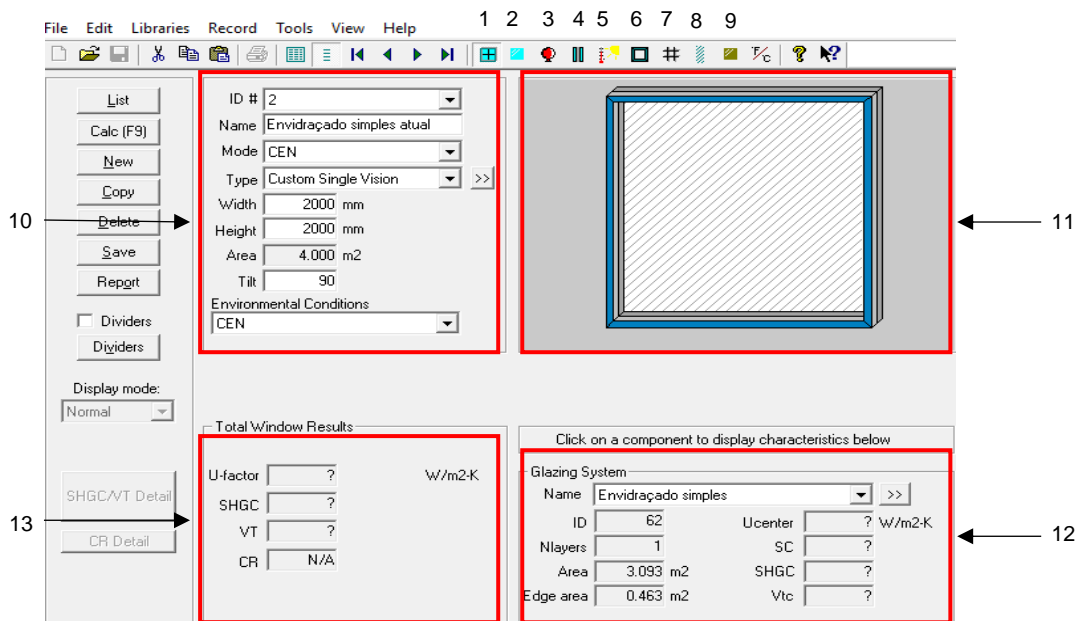 1 2 3 4 5 6 7 8 9
File Edit Libraries Record Tools View Help
°F/°C ? ?
List
Calc (F9)
New
Copy
Delete
Save
Report
Dividers
Dividers
Display mode:
Normal
SHGC/VT Detail
CR Detail
10
13
ID # 2
Name Envidraçado simples atual
Mode CEN
Type Custom Single Vision >>
Width 2000 mm
Height 2000 mm
Area 4.000 m2
Tilt 90
Environmental Conditions
CEN
11
Total Window Results
U-factor ? W/m2-K
SHGC ?
VT ?
CR N/A
Click on a component to display characteristics below
Glazing System
Name Envidraçado simples >>
ID 62 Ucenter ? W/m2-K
Nlayers 1 SC ?
Area 3.093 m2 SHGC ?
Edge area 0.463 m2 Vtc ?
12